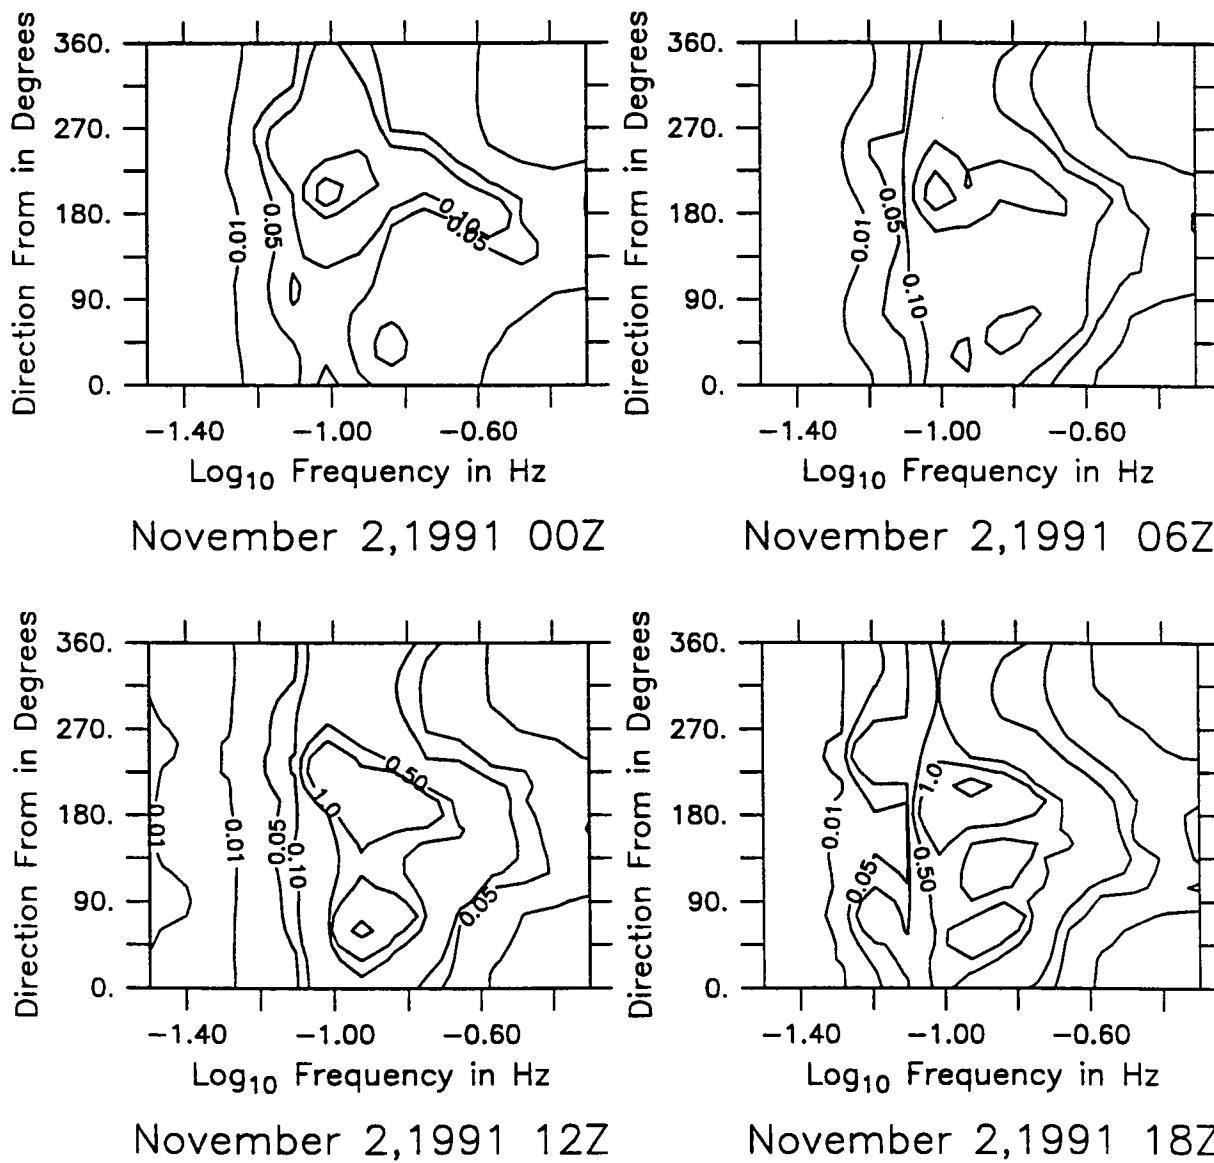 Direction From in Degrees
360.
270.
180.
90.
0.
0.01
0.05
0.10
0.05
−1.40 −1.00 −0.60
Log10 Frequency in Hz
November 2,1991 00Z
Direction From in Degrees
360.
270.
180.
90.
0.
0.01
0.05
0.10
−1.40 −1.00 −0.60
Log10 Frequency in Hz
November 2,1991 06Z
Direction From in Degrees
360.
270.
180.
90.
0.
0.01
0.01
0.05
0.10
1.0
0.50
0.05
−1.40 −1.00 −0.60
Log10 Frequency in Hz
November 2,1991 12Z
Direction From in Degrees
360.
270.
180.
90.
0.
0.01
0.05
0.50
1.0
−1.40 −1.00 −0.60
Log10 Frequency in Hz
November 2,1991 18Z